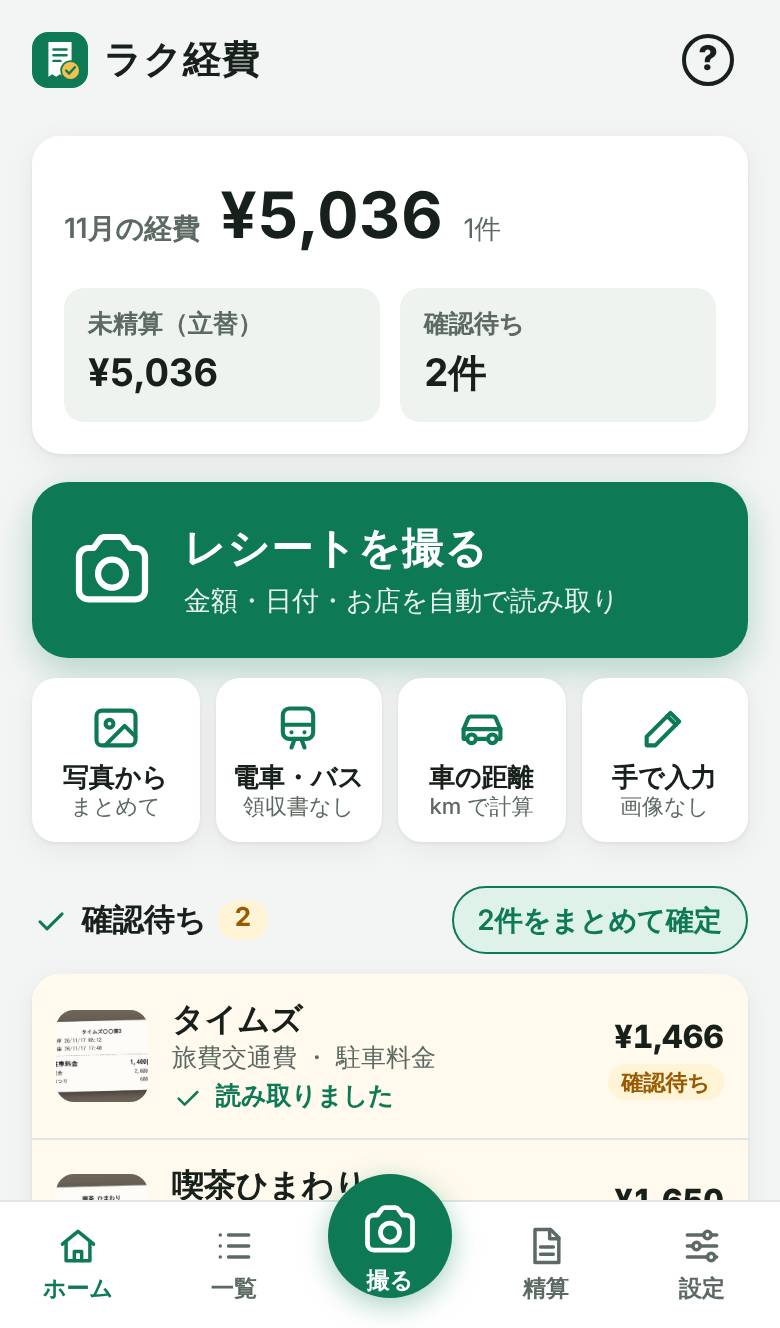 ラク経費
?
11月の経費 ¥5,036 1件
未精算（立替）
¥5,036
確認待ち
2件
レシートを撮る
金額・日付・お店を自動で読み取り
写真から
まとめて
電車・バス
領収書なし
車の距離
km で計算
手で入力
画像なし
確認待ち 2
2件をまとめて確定
タイムズ
旅費交通費 ・ 駐車料金
読み取りました
¥1,466
確認待ち
喫茶ひまわり
¥1,650
ホーム
一覧
撮る
精算
設定